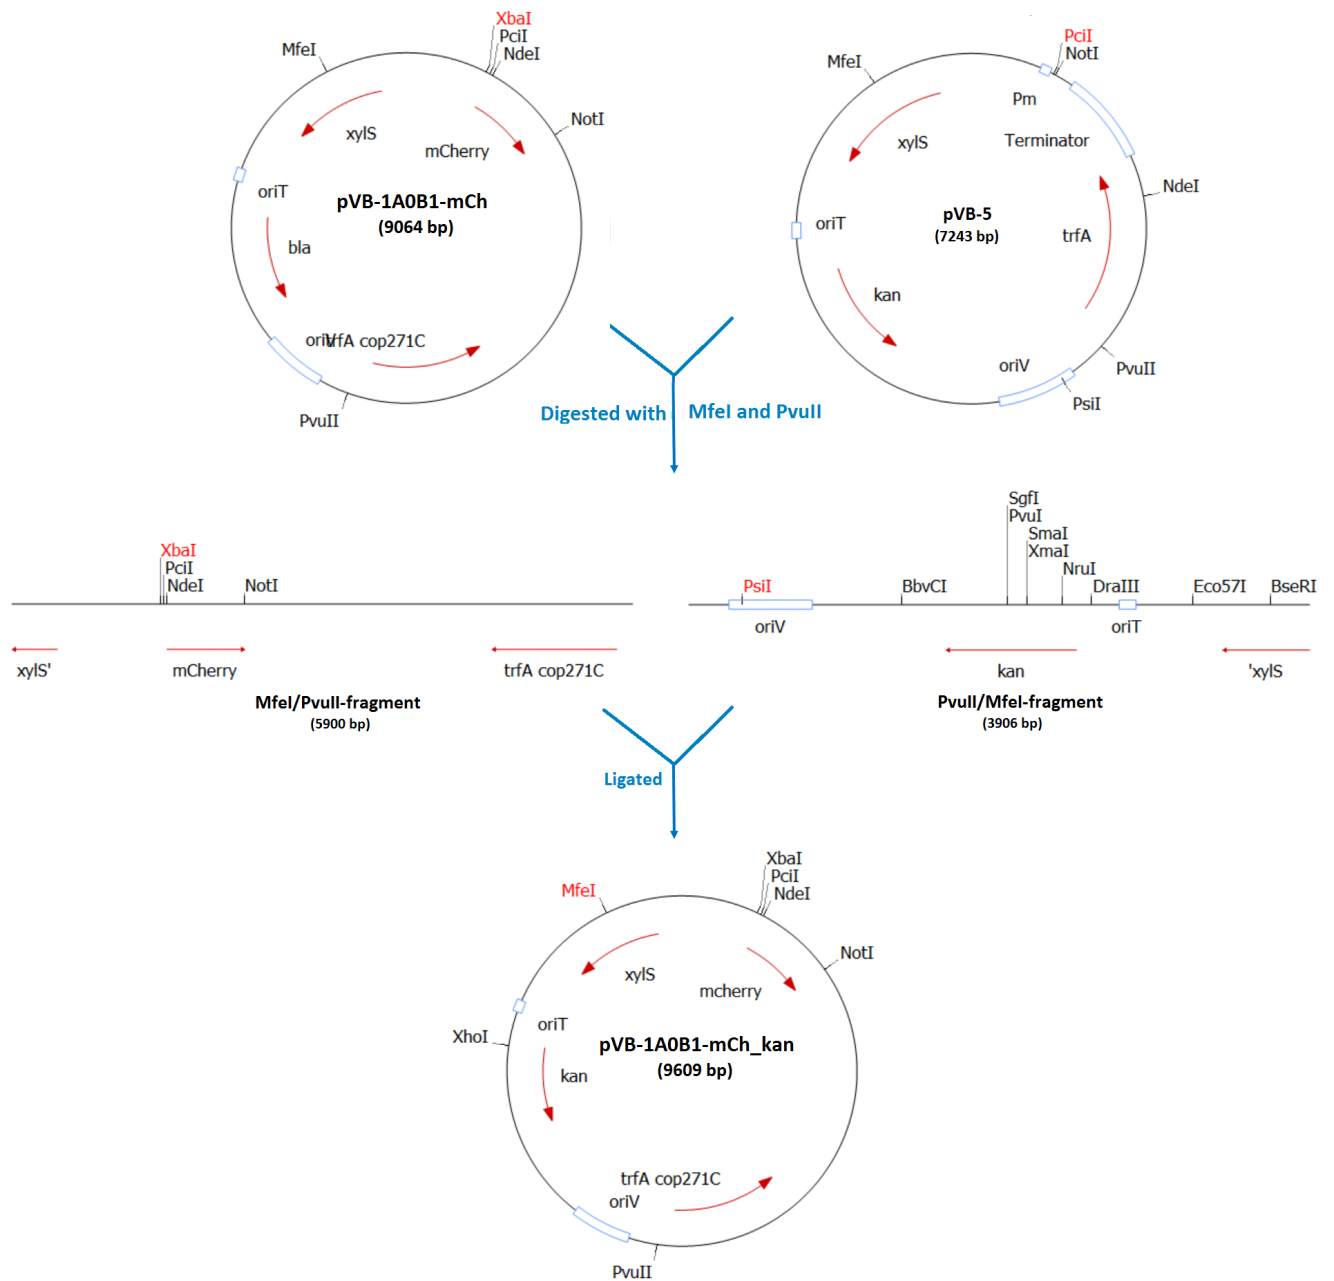 XbaI
PciI
NdeI
MfeI
NotI
xylS
mCherry
oriT
pVB-1A0B1-mCh
(9064 bp)
bla
oriV
trfA cop271C
PvuII
PciI
NotI
MfeI
Pm
Terminator
xylS
NdeI
oriT
pVB-5
(7243 bp)
trfA
kan
oriV
PvuII
PsiI
Digested with MfeI and PvuII
XbaI
PciI
NdeI
NotI
xylS'
mCherry
trfA cop271C
MfeI/PvuII-fragment
(5900 bp)
SgfI
PvuI
SmaI
XmaI
NruI
PsiI
BbvCI
DraIII
Eco57I
BseRI
oriV
oriT
kan
'xylS
PvuII/MfeI-fragment
(3906 bp)
Ligated
XbaI
PciI
NdeI
MfeI
NotI
xylS
mcherry
oriT
XhoI
pVB-1A0B1-mCh_kan
(9609 bp)
kan
trfA cop271C
oriV
PvuII